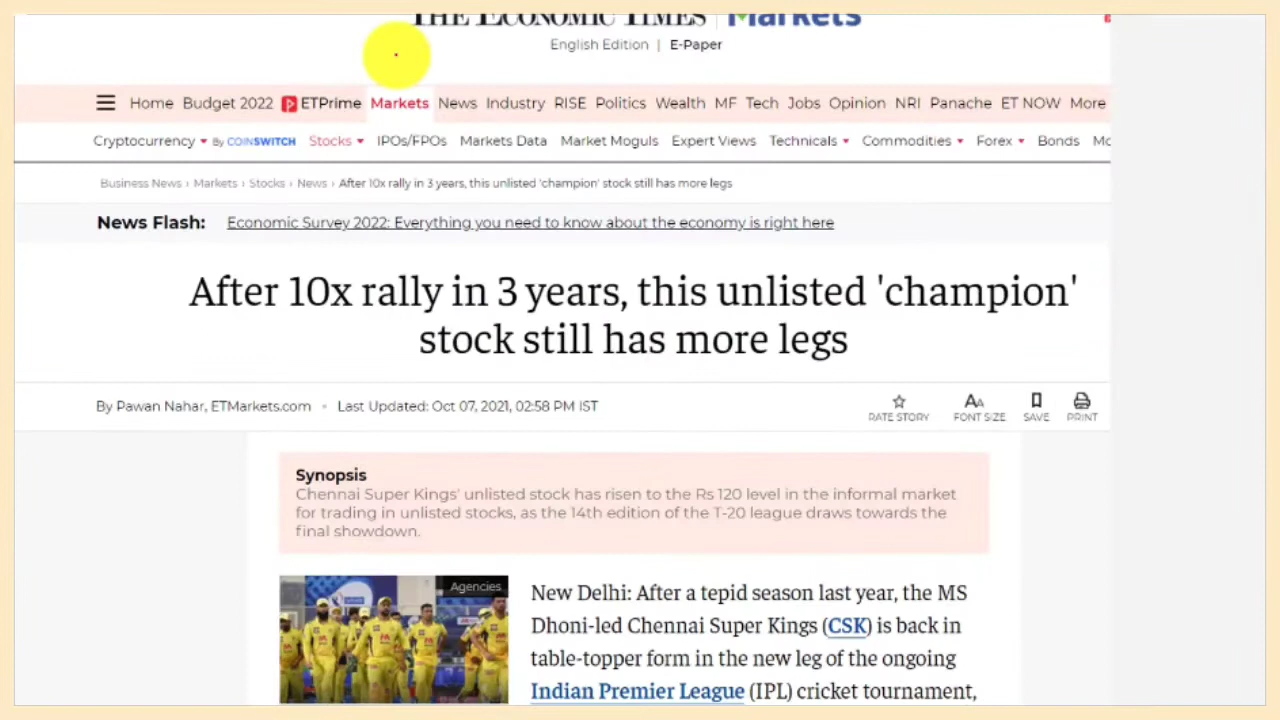 THE ECONOMIC TIMES | Markets
English Edition | E-Paper
Home Budget 2022 ETPrime Markets News Industry RISE Politics Wealth MF Tech Jobs Opinion NRI Panache ET NOW More
Cryptocurrency By COINSWITCH Stocks IPOs/FPOs Markets Data Market Moguls Expert Views Technicals Commodities Forex Bonds
Business News › Markets › Stocks › News › After 10x rally in 3 years, this unlisted 'champion' stock still has more legs
News Flash: Economic Survey 2022: Everything you need to know about the economy is right here
After 10x rally in 3 years, this unlisted 'champion'
stock still has more legs
By Pawan Nahar, ETMarkets.com • Last Updated: Oct 07, 2021, 02:58 PM IST
RATE STORY FONT SIZE SAVE PRINT
Synopsis
Chennai Super Kings' unlisted stock has risen to the Rs 120 level in the informal market
for trading in unlisted stocks, as the 14th edition of the T-20 league draws towards the
final showdown.
Agencies
New Delhi: After a tepid season last year, the MS
Dhoni-led Chennai Super Kings (CSK) is back in
table-topper form in the new leg of the ongoing
Indian Premier League (IPL) cricket tournament,